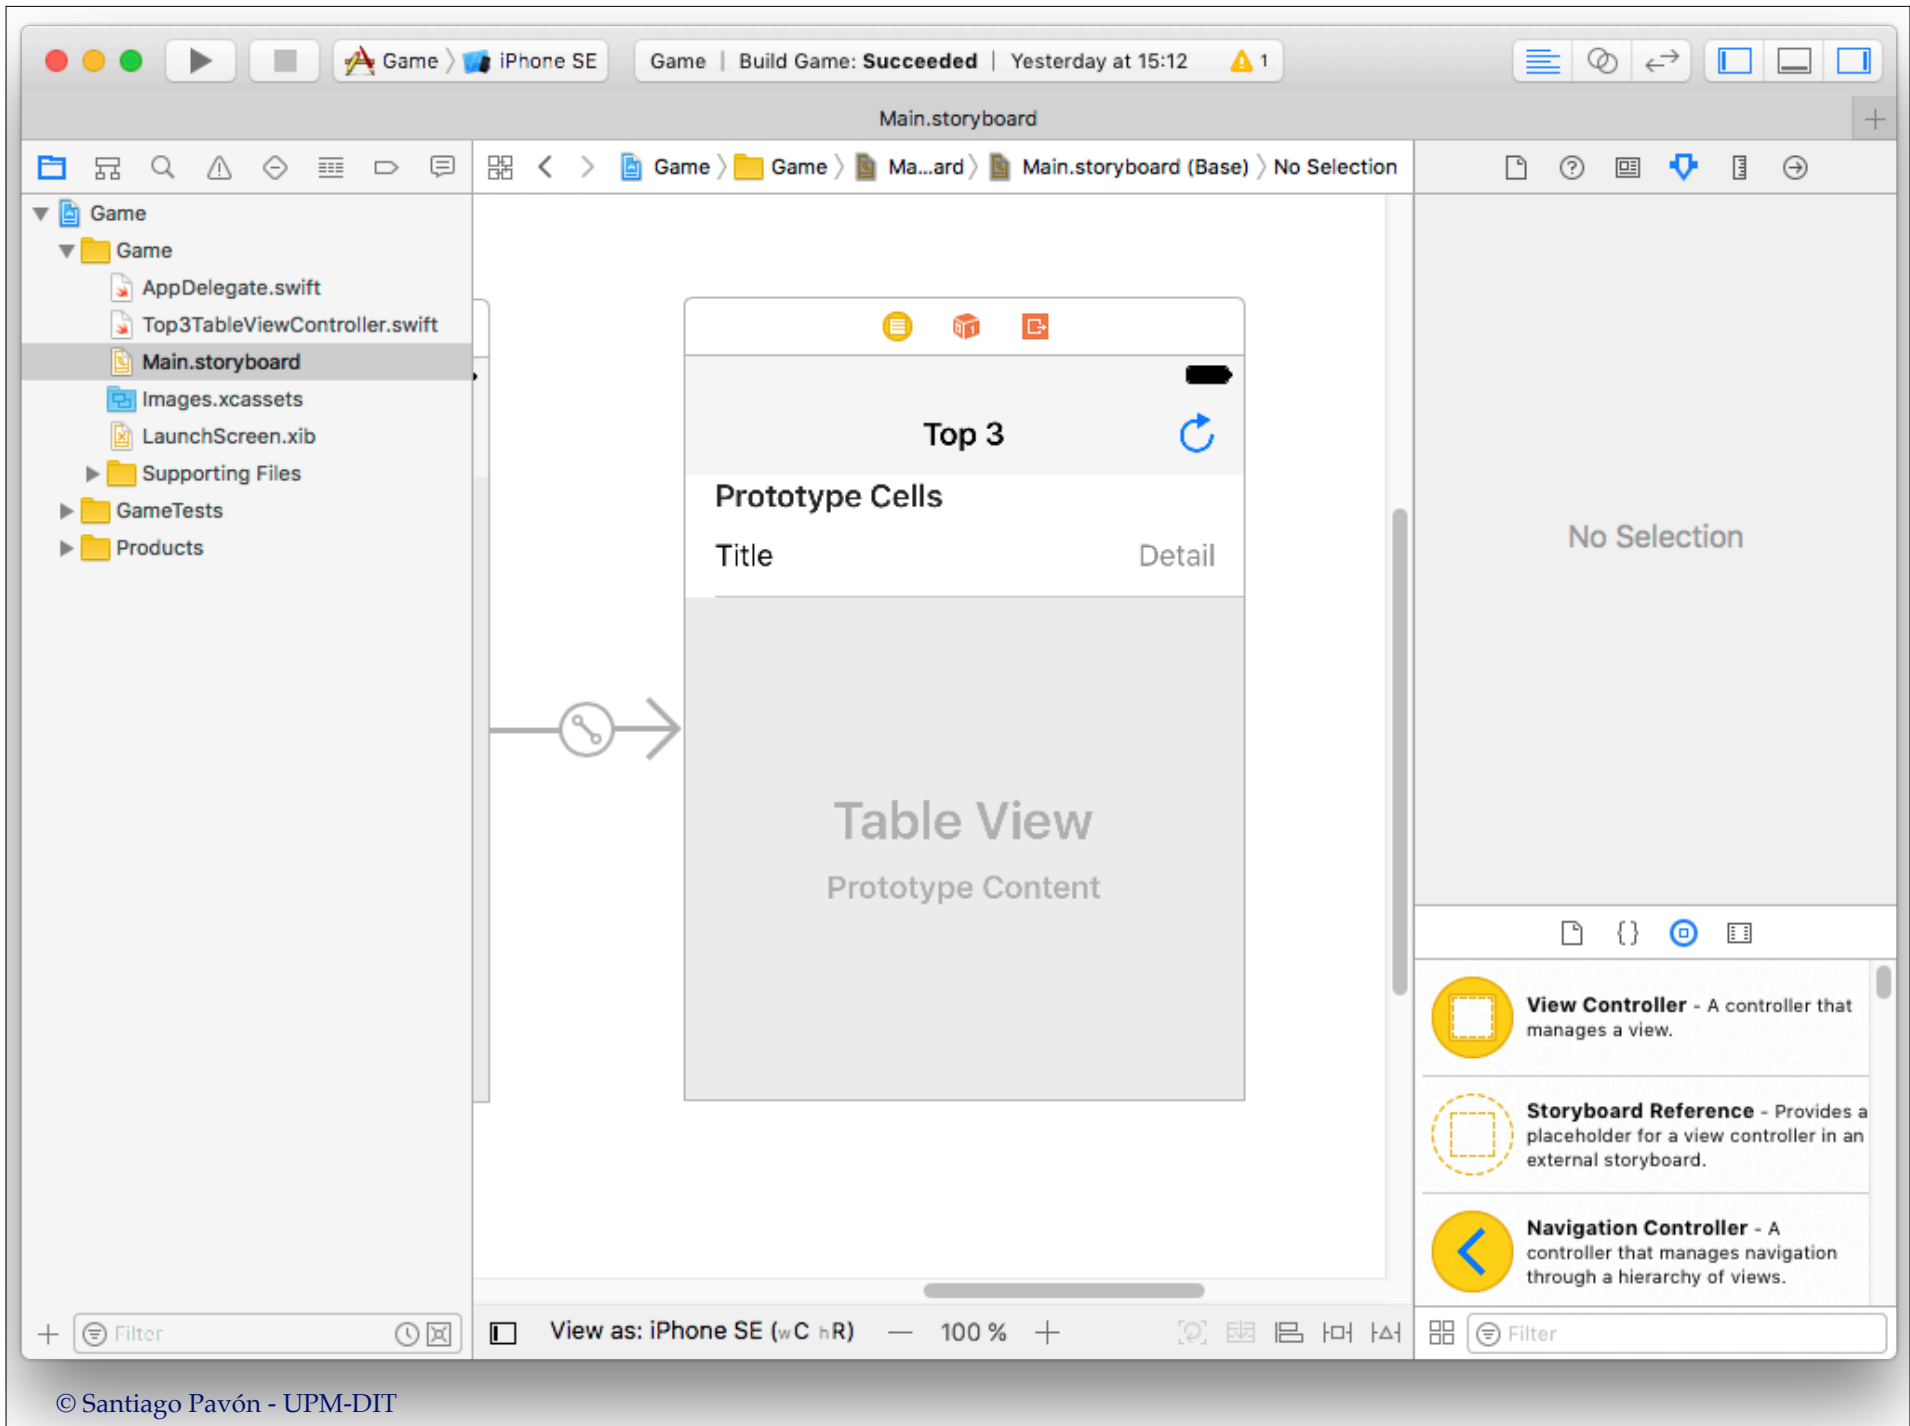 Game 〉 iPhone SE
Game | Build Game: Succeeded | Yesterday at 15:12 1
Main.storyboard
Game 〉 Game 〉 Ma...ard 〉 Main.storyboard (Base) 〉 No Selection
Game
Game
AppDelegate.swift
Top3TableViewController.swift
Main.storyboard
Images.xcassets
LaunchScreen.xib
Supporting Files
GameTests
Products
Filter
Top 3
Prototype Cells
Title Detail
Table View
Prototype Content
View as: iPhone SE (wC hR) — 100 % +
No Selection
View Controller - A controller that
manages a view.
Storyboard Reference - Provides a
placeholder for a view controller in an
external storyboard.
Navigation Controller - A
controller that manages navigation
through a hierarchy of views.
Filter
© Santiago Pavón - UPM-DIT